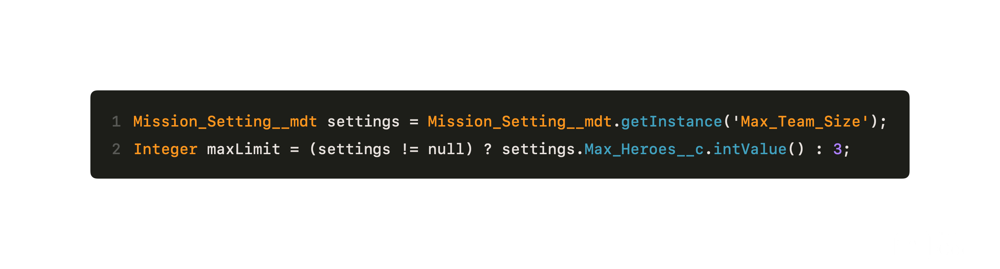 1 Mission_Setting__mdt settings = Mission_Setting__mdt.getInstance('Max_Team_Size');
2 Integer maxLimit = (settings != null) ? settings.Max_Heroes__c.intValue() : 3;